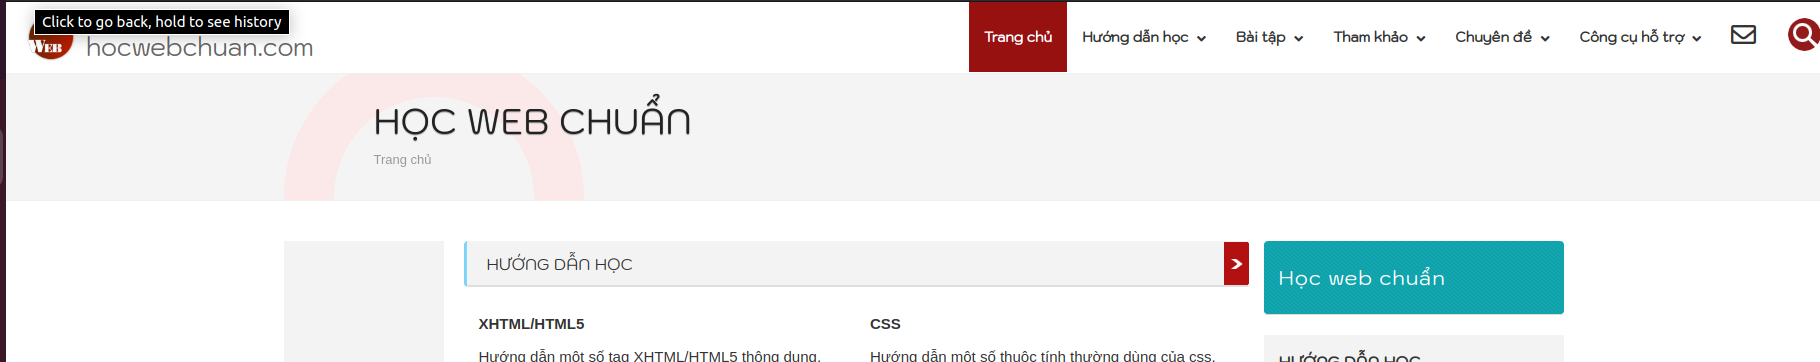 Click to go back, hold to see history
WEB hocwebchuan.com
Trang chủ Hướng dẫn học Bài tập Tham khảo Chuyên đề Công cụ hỗ trợ
HỌC WEB CHUẨN
Trang chủ
HƯỚNG DẪN HỌC
Học web chuẩn
XHTML/HTML5
CSS
Hướng dẫn một số tag XHTML/HTML5 thông dụng.
Hướng dẫn một số thuộc tính thường dùng của css.
HƯỚNG DẪN HỌC